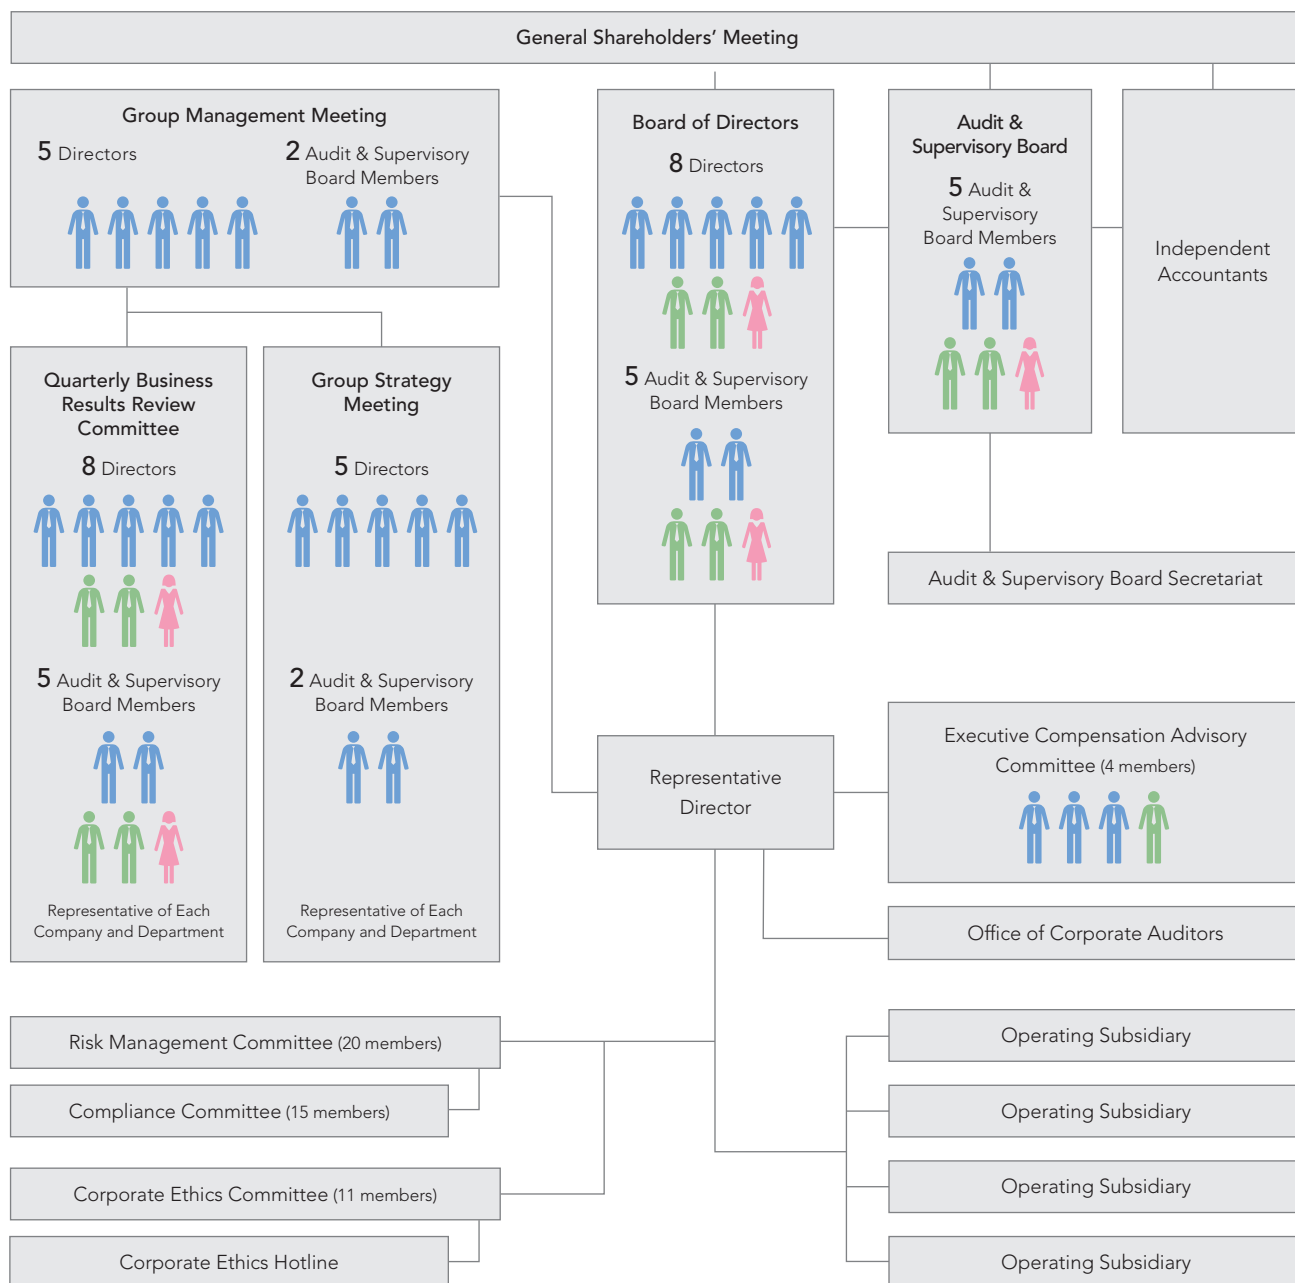 General Shareholders’ Meeting
Group Management Meeting
5 Directors
2 Audit & Supervisory
Board Members
Board of Directors
8 Directors
5 Audit & Supervisory
Board Members
Audit &
Supervisory Board
5 Audit &
Supervisory
Board Members
Independent
Accountants
Quarterly Business
Results Review
Committee
8 Directors
5 Audit & Supervisory
Board Members
Representative of Each
Company and Department
Group Strategy
Meeting
5 Directors
2 Audit & Supervisory
Board Members
Representative of Each
Company and Department
Audit & Supervisory Board Secretariat
Representative
Director
Executive Compensation Advisory
Committee (4 members)
Office of Corporate Auditors
Risk Management Committee (20 members)
Compliance Committee (15 members)
Corporate Ethics Committee (11 members)
Corporate Ethics Hotline
Operating Subsidiary
Operating Subsidiary
Operating Subsidiary
Operating Subsidiary